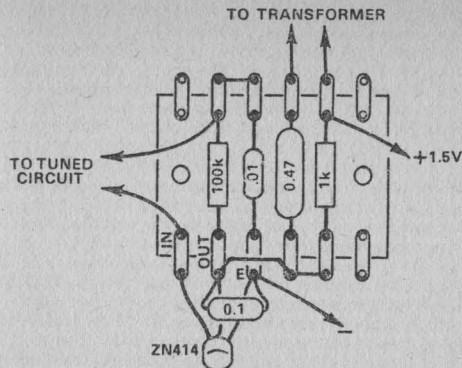 TO TRANSFORMER
TO TUNED
CIRCUIT
100k
.01
0.47
1k
+1.5V
IN
OUT
E
0.1
−
ZN414